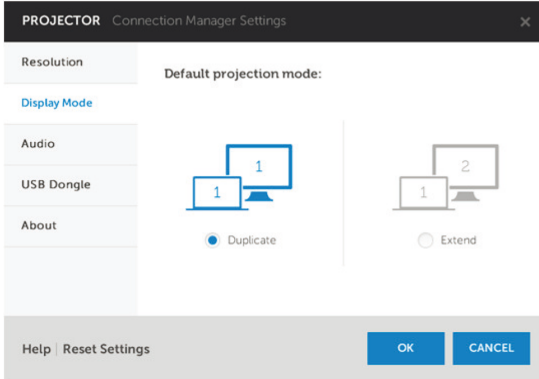 PROJECTOR Connection Manager Settings ×
Resolution
Display Mode
Audio
USB Dongle
About
Default projection mode:
1 1
1 2
Duplicate
Extend
Help | Reset Settings
OK
CANCEL